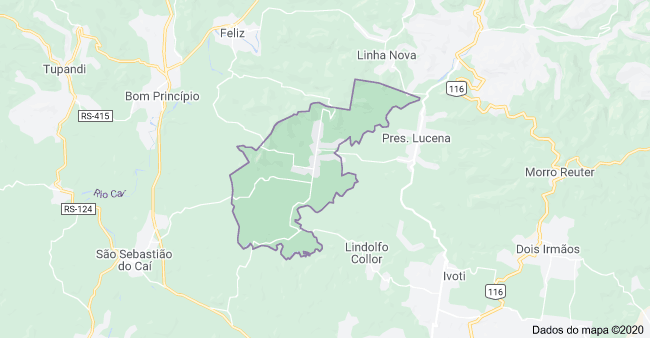 Feliz
Linha Nova
Tupandi
Bom Princípio
116
RS-415
Pres. Lucena
Morro Reuter
Rio Caí
RS-124
São Sebastião
do Caí
Lindolfo
Collor
Dois Irmãos
Ivoti
116
Dados do mapa ©2020